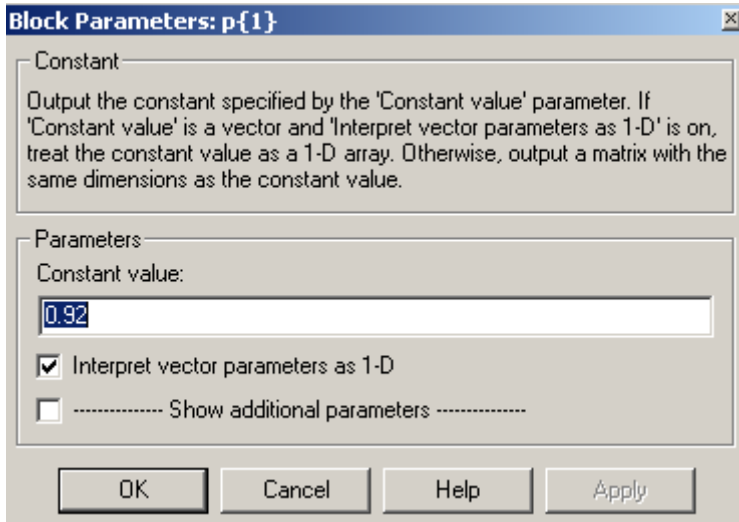 Block Parameters: p{1}
Constant
Output the constant specified by the 'Constant value' parameter. If
'Constant value' is a vector and 'Interpret vector parameters as 1-D' is on,
treat the constant value as a 1-D array. Otherwise, output a matrix with the
same dimensions as the constant value.
Parameters
Constant value:
0.92
Interpret vector parameters as 1-D
--------------- Show additional parameters ---------------
OK Cancel Help Apply